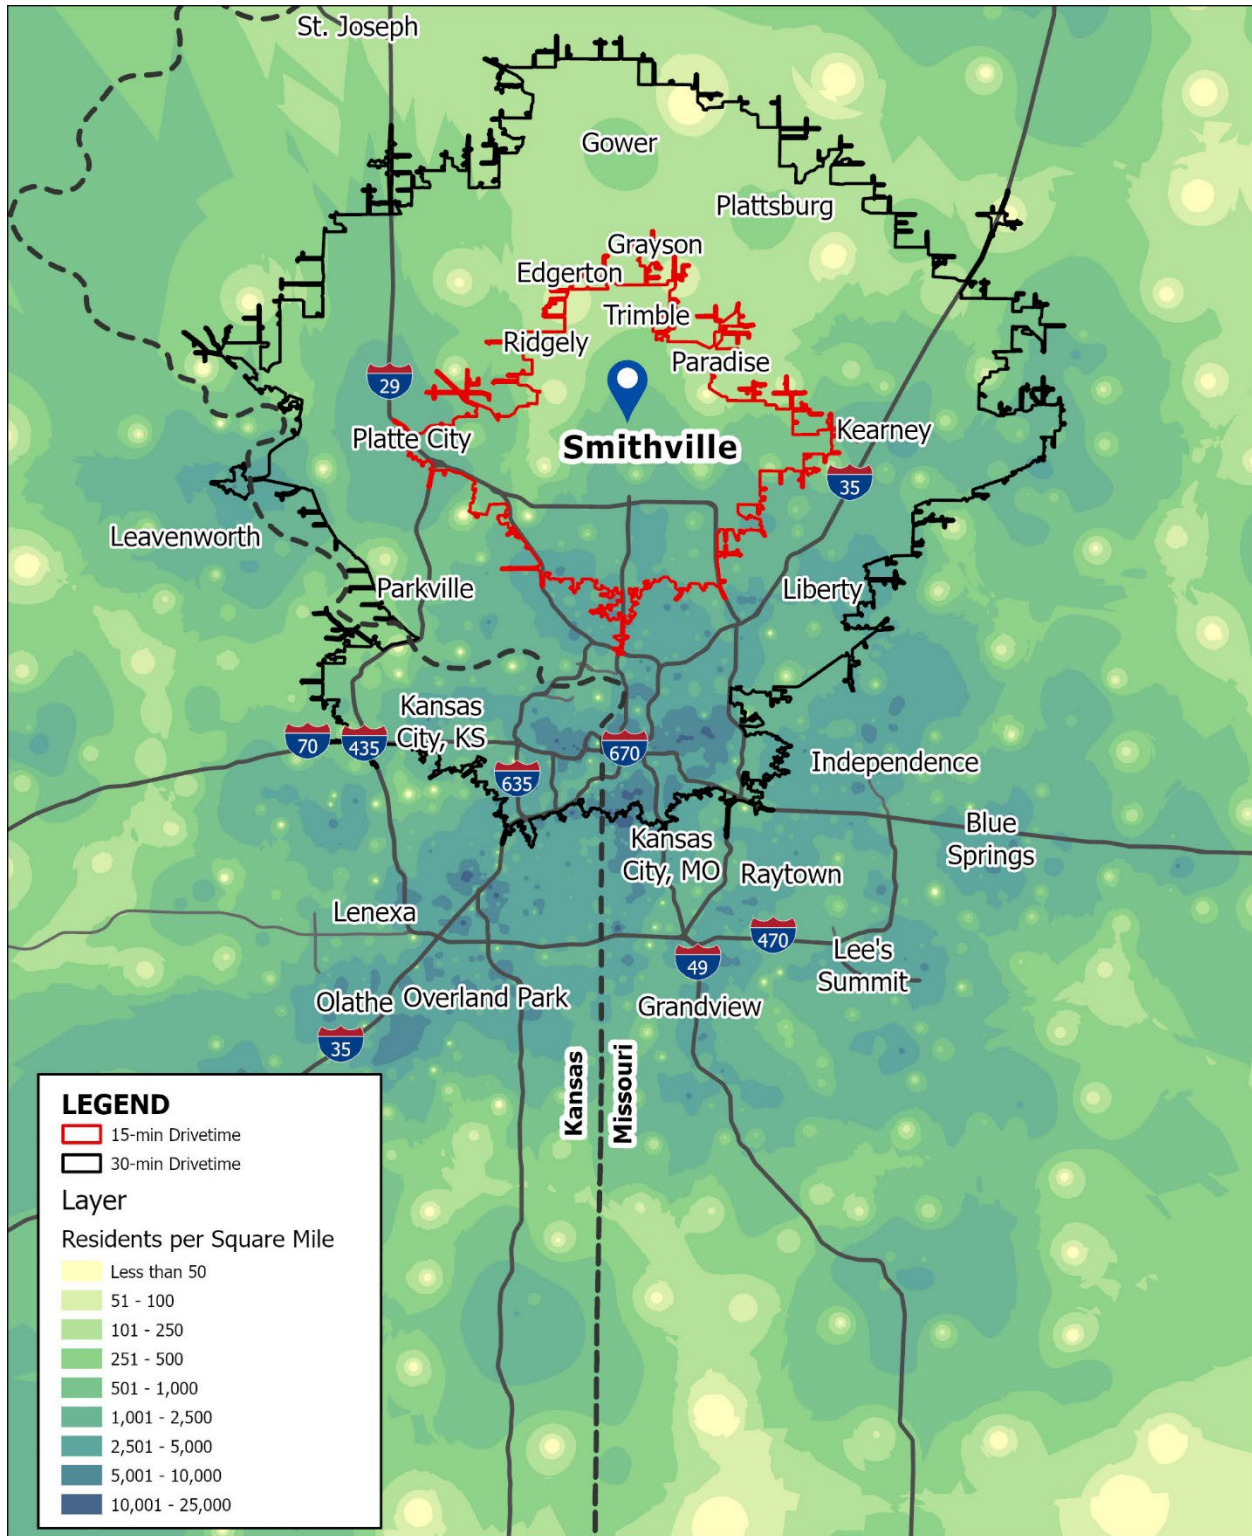 St. Joseph
Gower
Plattsburg
Grayson
Edgerton
Trimble
Ridgely
Paradise
29
Platte City
Smithville
Kearney
35
Leavenworth
Parkville
Liberty
Kansas
City, KS
70
435
670
635
Independence
Blue
Springs
Kansas
City, MO
Raytown
Lenexa
470
Lee's
Summit
49
Olathe
Overland Park
Grandview
35
Kansas
Missouri
LEGEND
15-min Drivetime
30-min Drivetime
Layer
Residents per Square Mile
Less than 50
51 - 100
101 - 250
251 - 500
501 - 1,000
1,001 - 2,500
2,501 - 5,000
5,001 - 10,000
10,001 - 25,000